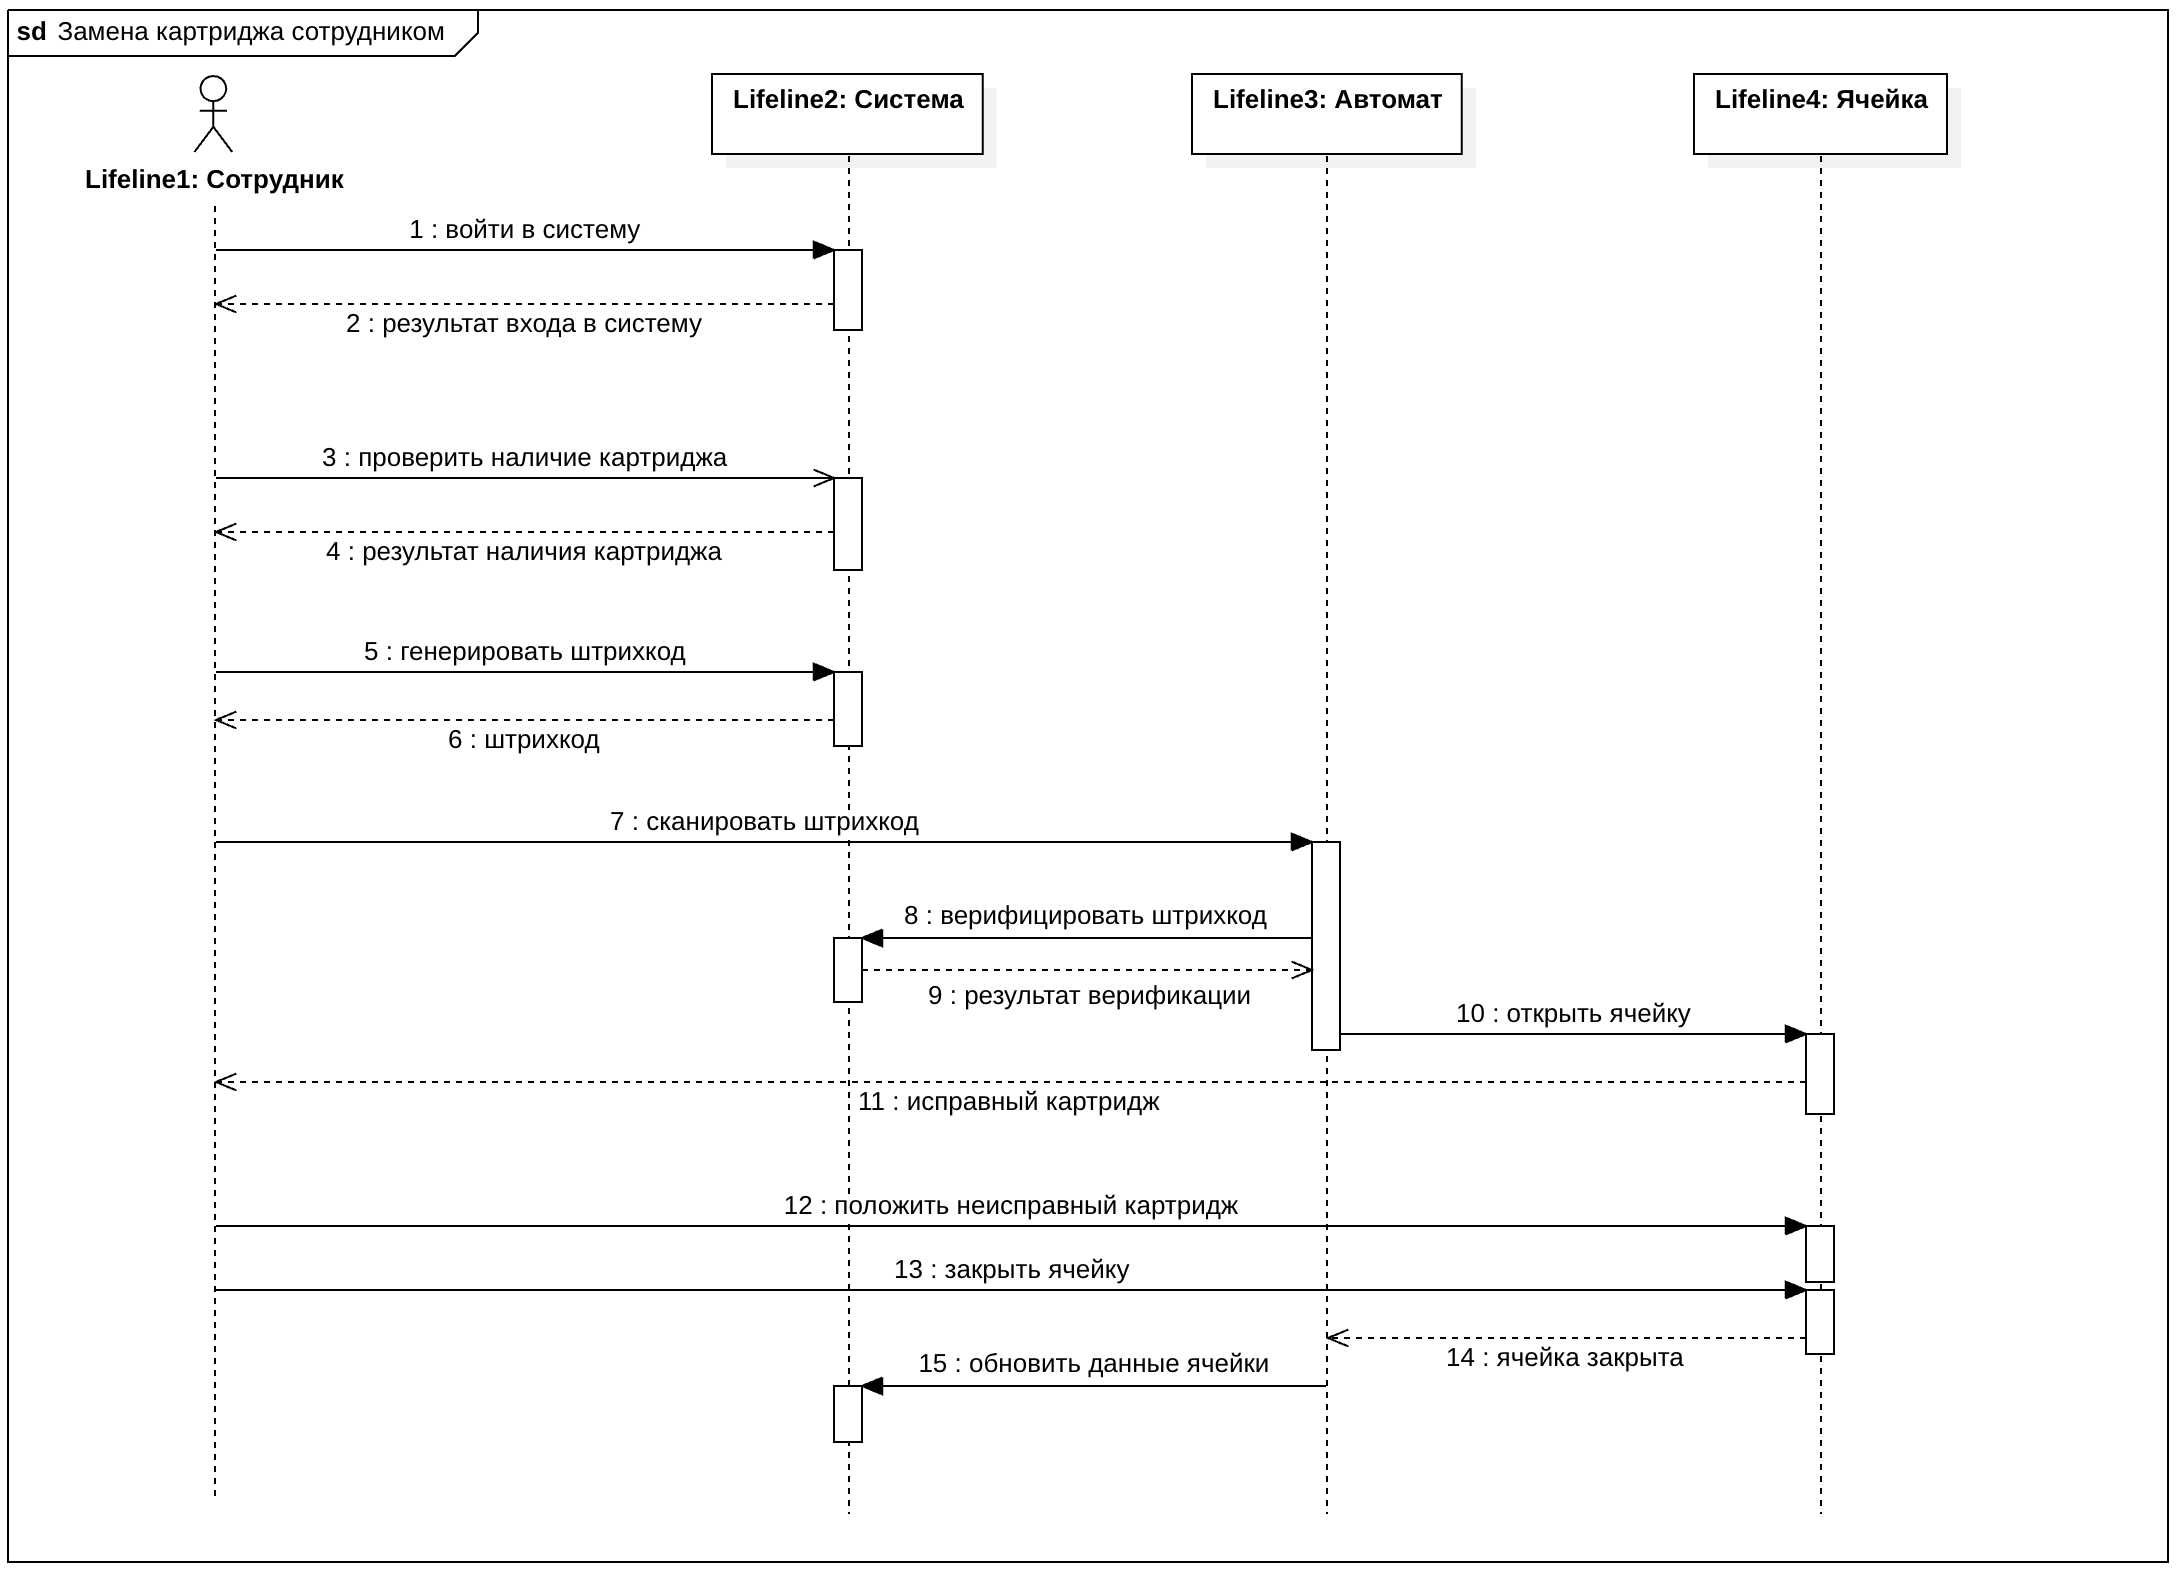 sd Замена картриджа сотрудником
Lifeline1: Сотрудник
Lifeline2: Система
Lifeline3: Автомат
Lifeline4: Ячейка
1 : войти в систему
2 : результат входа в систему
3 : проверить наличие картриджа
4 : результат наличия картриджа
5 : генерировать штрихкод
6 : штрихкод
7 : сканировать штрихкод
8 : верифицировать штрихкод
9 : результат верификации
10 : открыть ячейку
11 : исправный картридж
12 : положить неисправный картридж
13 : закрыть ячейку
14 : ячейка закрыта
15 : обновить данные ячейки